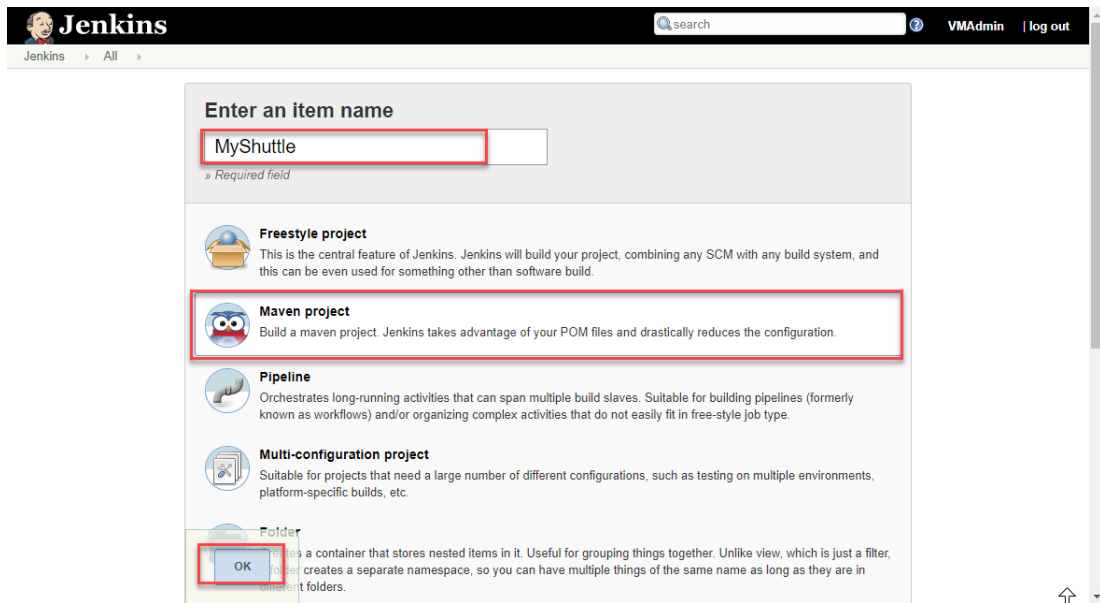 Jenkins
search
VMAdmin
| log out
Jenkins
All
Enter an item name
MyShuttle
» Required field
Freestyle project
This is the central feature of Jenkins. Jenkins will build your project, combining any SCM with any build system, and
this can be even used for something other than software build.
Maven project
Build a maven project. Jenkins takes advantage of your POM files and drastically reduces the configuration.
Pipeline
Orchestrates long-running activities that can span multiple build slaves. Suitable for building pipelines (formerly
known as workflows) and/or organizing complex activities that do not easily fit in free-style job type.
Multi-configuration project
Suitable for projects that need a large number of different configurations, such as testing on multiple environments,
platform-specific builds, etc.
Folder
Creates a container that stores nested items in it. Useful for grouping things together. Unlike view, which is just a filter,
folder creates a separate namespace, so you can have multiple things of the same name as long as they are in
different folders.
OK